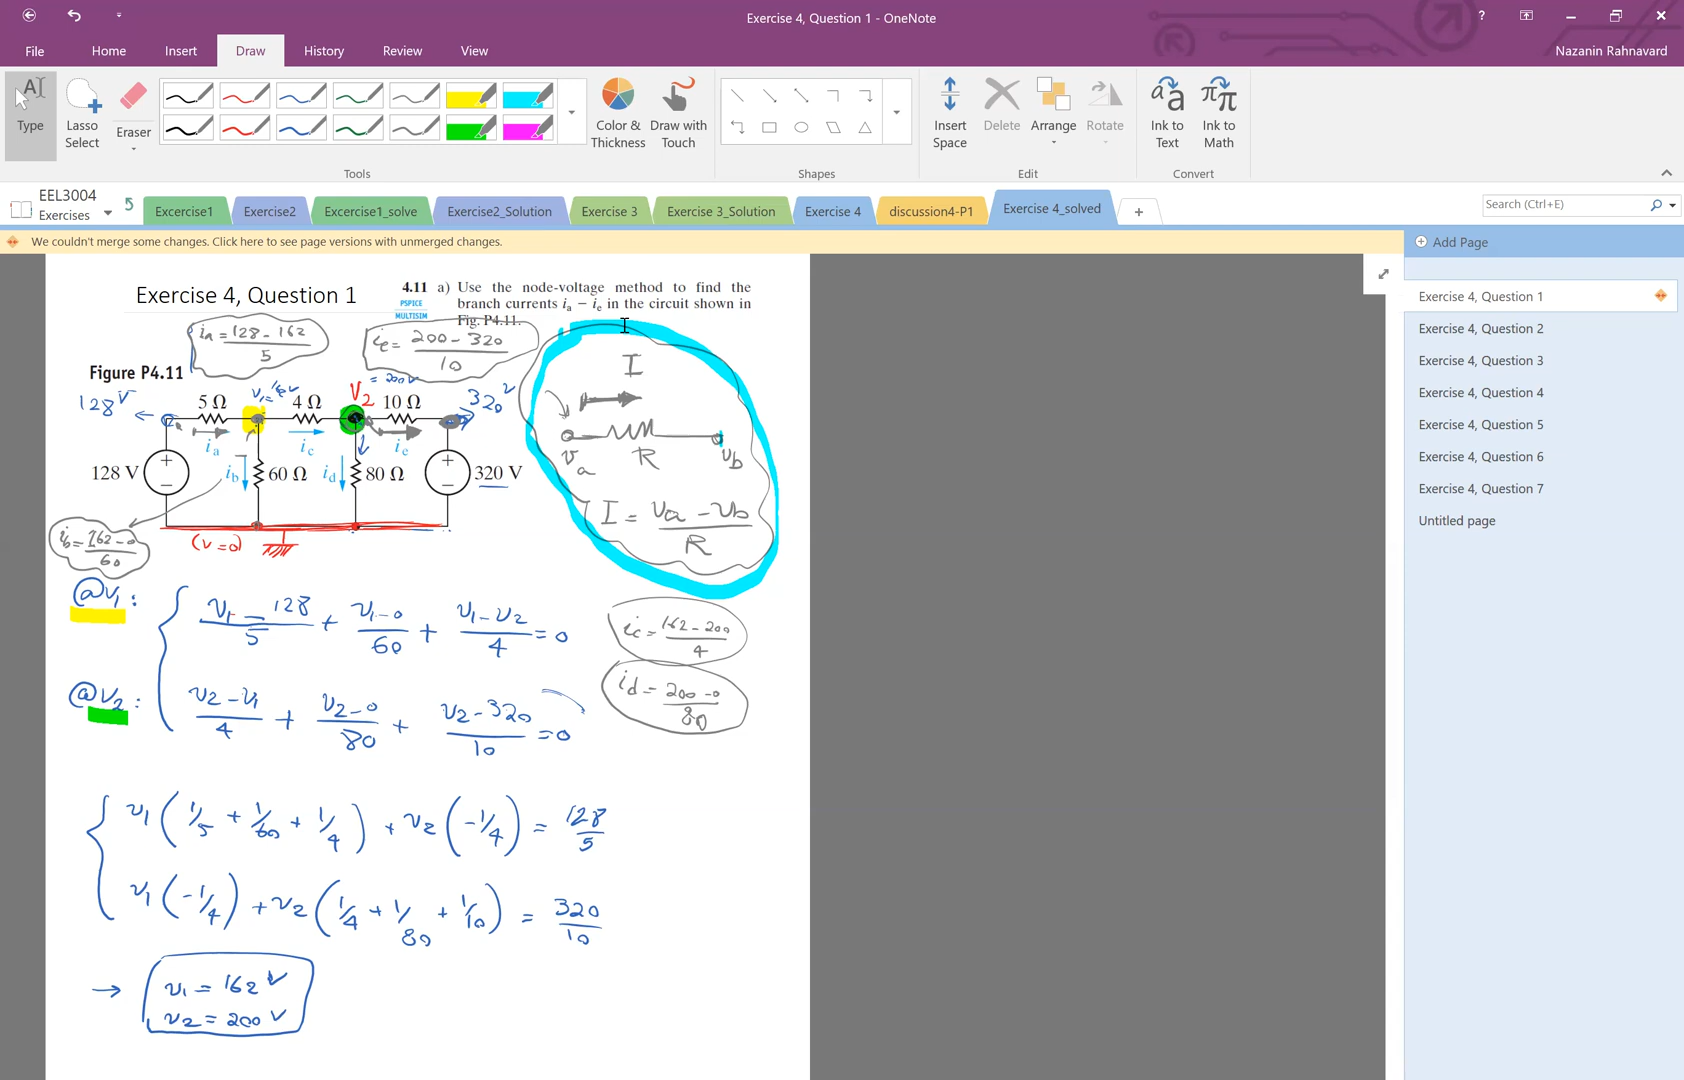 Exercise 4, Question 1 - OneNote
?
File
Home
Insert
Draw
History
Review
View
Nazanin Rahnavard
Type
Lasso Select
Eraser
Color & Thickness
Draw with Touch
Insert Space
Delete
Arrange
Rotate
Ink to Text
Ink to Math
Tools
Shapes
Edit
Convert
EEL3004
Exercises
Excercise1
Exercise2
Excercise1_solve
Exercise2_Solution
Exercise 3
Exercise 3_Solution
Exercise 4
discussion4-P1
Exercise 4_solved
+
Search (Ctrl+E)
We couldn't merge some changes. Click here to see page versions with unmerged changes.
Add Page
Exercise 4, Question 1
Exercise 4, Question 2
Exercise 4, Question 3
Exercise 4, Question 4
Exercise 4, Question 5
Exercise 4, Question 6
Exercise 4, Question 7
Untitled page
Exercise 4, Question 1
4.11 a) Use the node-voltage method to find the
PSPICE branch currents ia − ie in the circuit shown in
MULTISIM Fig. P4.11.
ia = (128 - 162)/5
ie = (200 - 320)/10
Figure P4.11
128V
V2 = 200V
320V
5 Ω
4 Ω
10 Ω
ia
ic
ie
128 V
ib
60 Ω
id
80 Ω
320 V
(V=0)
ib = (162-0)/60
I
va
R
vb
I = (va - vb)/R
@v1:
(v1 - 128)/5 + (v1-0)/60 + (v1-v2)/4 = 0
ic = (162-200)/4
@v2:
(v2-v1)/4 + (v2-0)/80 + (v2-320)/10 = 0
id = (200-0)/80
v1 (1/5 + 1/60 + 1/4) + v2 (-1/4) = 128/5
v1 (-1/4) + v2 (1/4 + 1/80 + 1/10) = 320/10
→ v1 = 162 V
v2 = 200 V